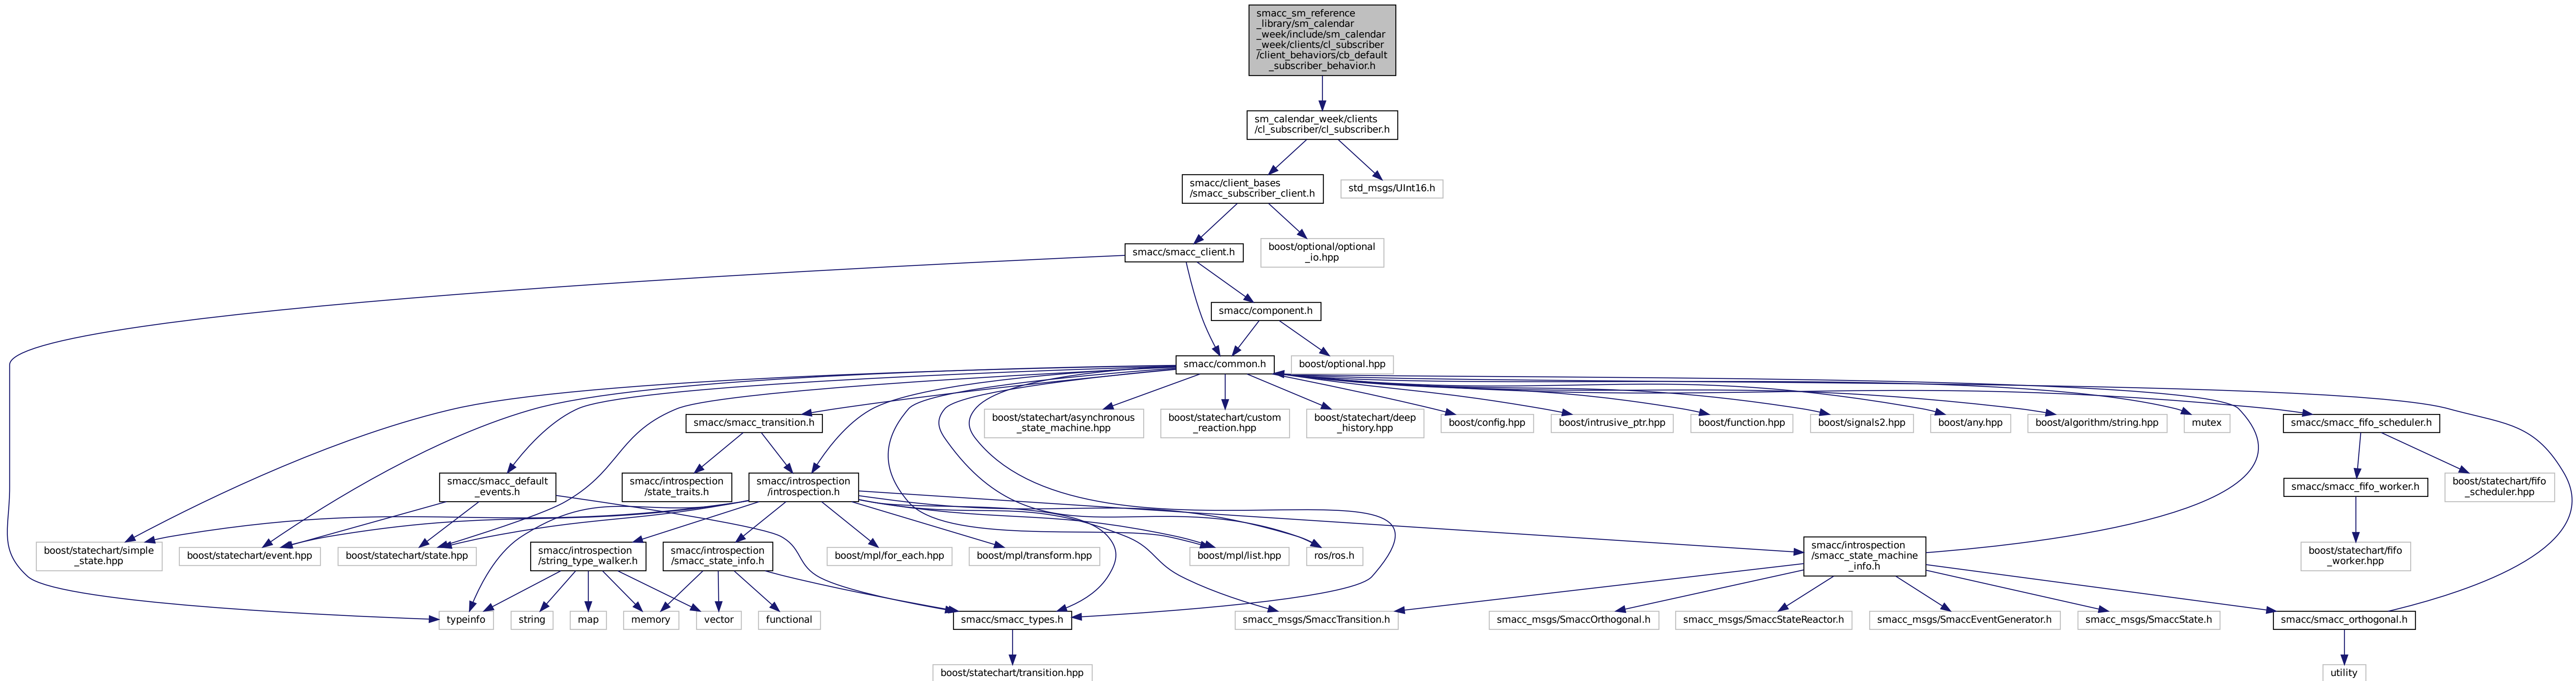 smacc_sm_reference
_library/sm_calendar
_week/include/sm_calendar
_week/clients/cl_subscriber
/client_behaviors/cb_default
_subscriber_behavior.h
sm_calendar_week/clients
/cl_subscriber/cl_subscriber.h
smacc/client_bases
/smacc_subscriber_client.h
std_msgs/UInt16.h
smacc/smacc_client.h
boost/optional/optional
_io.hpp
smacc/component.h
smacc/common.h
boost/optional.hpp
smacc/smacc_transition.h
boost/statechart/asynchronous
_state_machine.hpp
boost/statechart/custom
_reaction.hpp
boost/statechart/deep
_history.hpp
boost/config.hpp
boost/intrusive_ptr.hpp
boost/function.hpp
boost/signals2.hpp
boost/any.hpp
boost/algorithm/string.hpp
mutex
smacc/smacc_fifo_scheduler.h
smacc/smacc_default
_events.h
smacc/introspection
/state_traits.h
smacc/introspection
/introspection.h
smacc/smacc_fifo_worker.h
boost/statechart/fifo
_scheduler.hpp
boost/statechart/simple
_state.hpp
boost/statechart/event.hpp
boost/statechart/state.hpp
smacc/introspection
/string_type_walker.h
smacc/introspection
/smacc_state_info.h
boost/mpl/for_each.hpp
boost/mpl/transform.hpp
boost/mpl/list.hpp
ros/ros.h
smacc/introspection
/smacc_state_machine
_info.h
boost/statechart/fifo
_worker.hpp
typeinfo
string
map
memory
vector
functional
smacc/smacc_types.h
smacc_msgs/SmaccTransition.h
smacc_msgs/SmaccOrthogonal.h
smacc_msgs/SmaccStateReactor.h
smacc_msgs/SmaccEventGenerator.h
smacc_msgs/SmaccState.h
smacc/smacc_orthogonal.h
boost/statechart/transition.hpp
utility